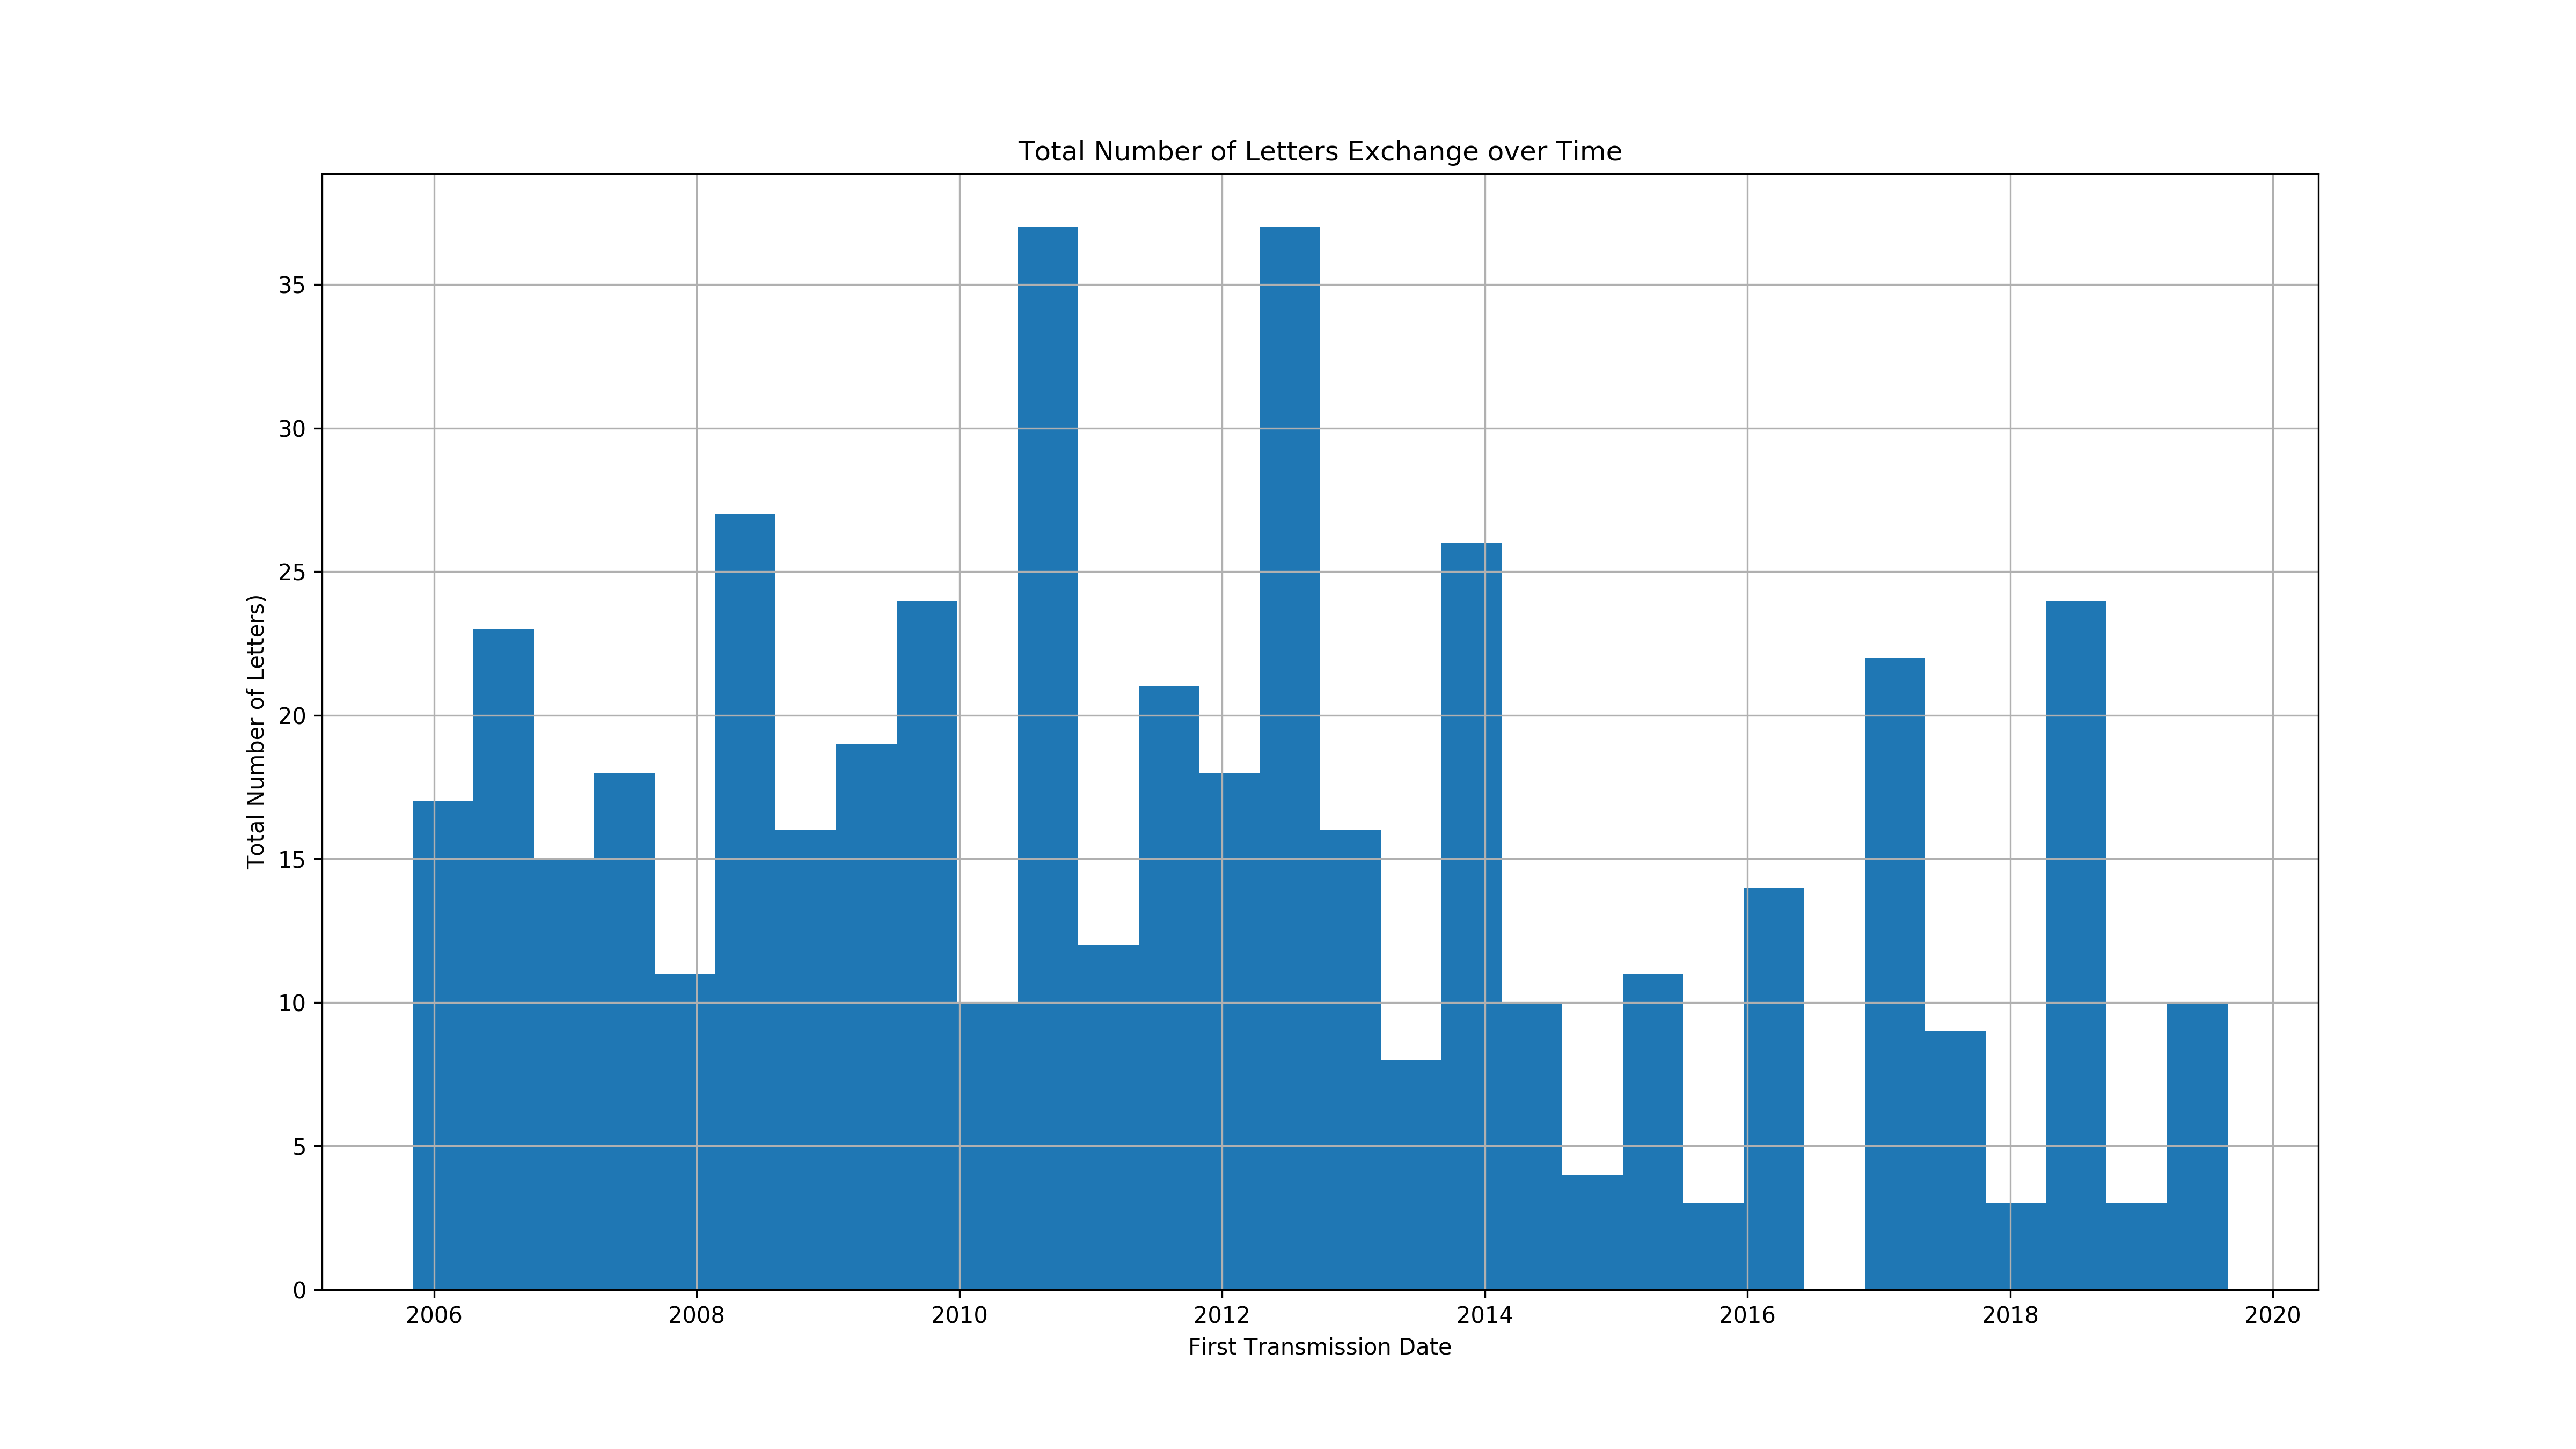 Total Number of Letters Exchange over Time
Total Number of Letters)
35
30
25
20
15
10
5
0
2006 2008 2010 2012 2014 2016 2018 2020
First Transmission Date